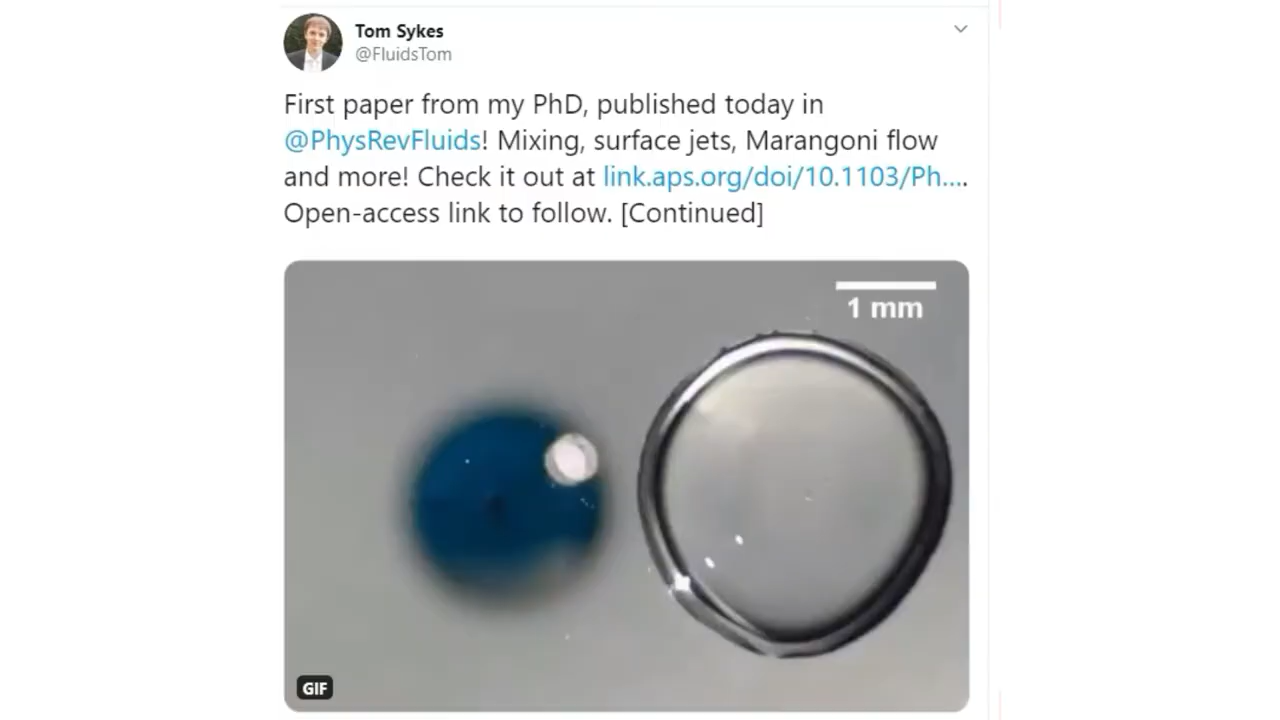 Tom Sykes
@FluidsTom
First paper from my PhD, published today in
@PhysRevFluids! Mixing, surface jets, Marangoni flow
and more! Check it out at link.aps.org/doi/10.1103/Ph....
Open-access link to follow. [Continued]
1 mm
GIF